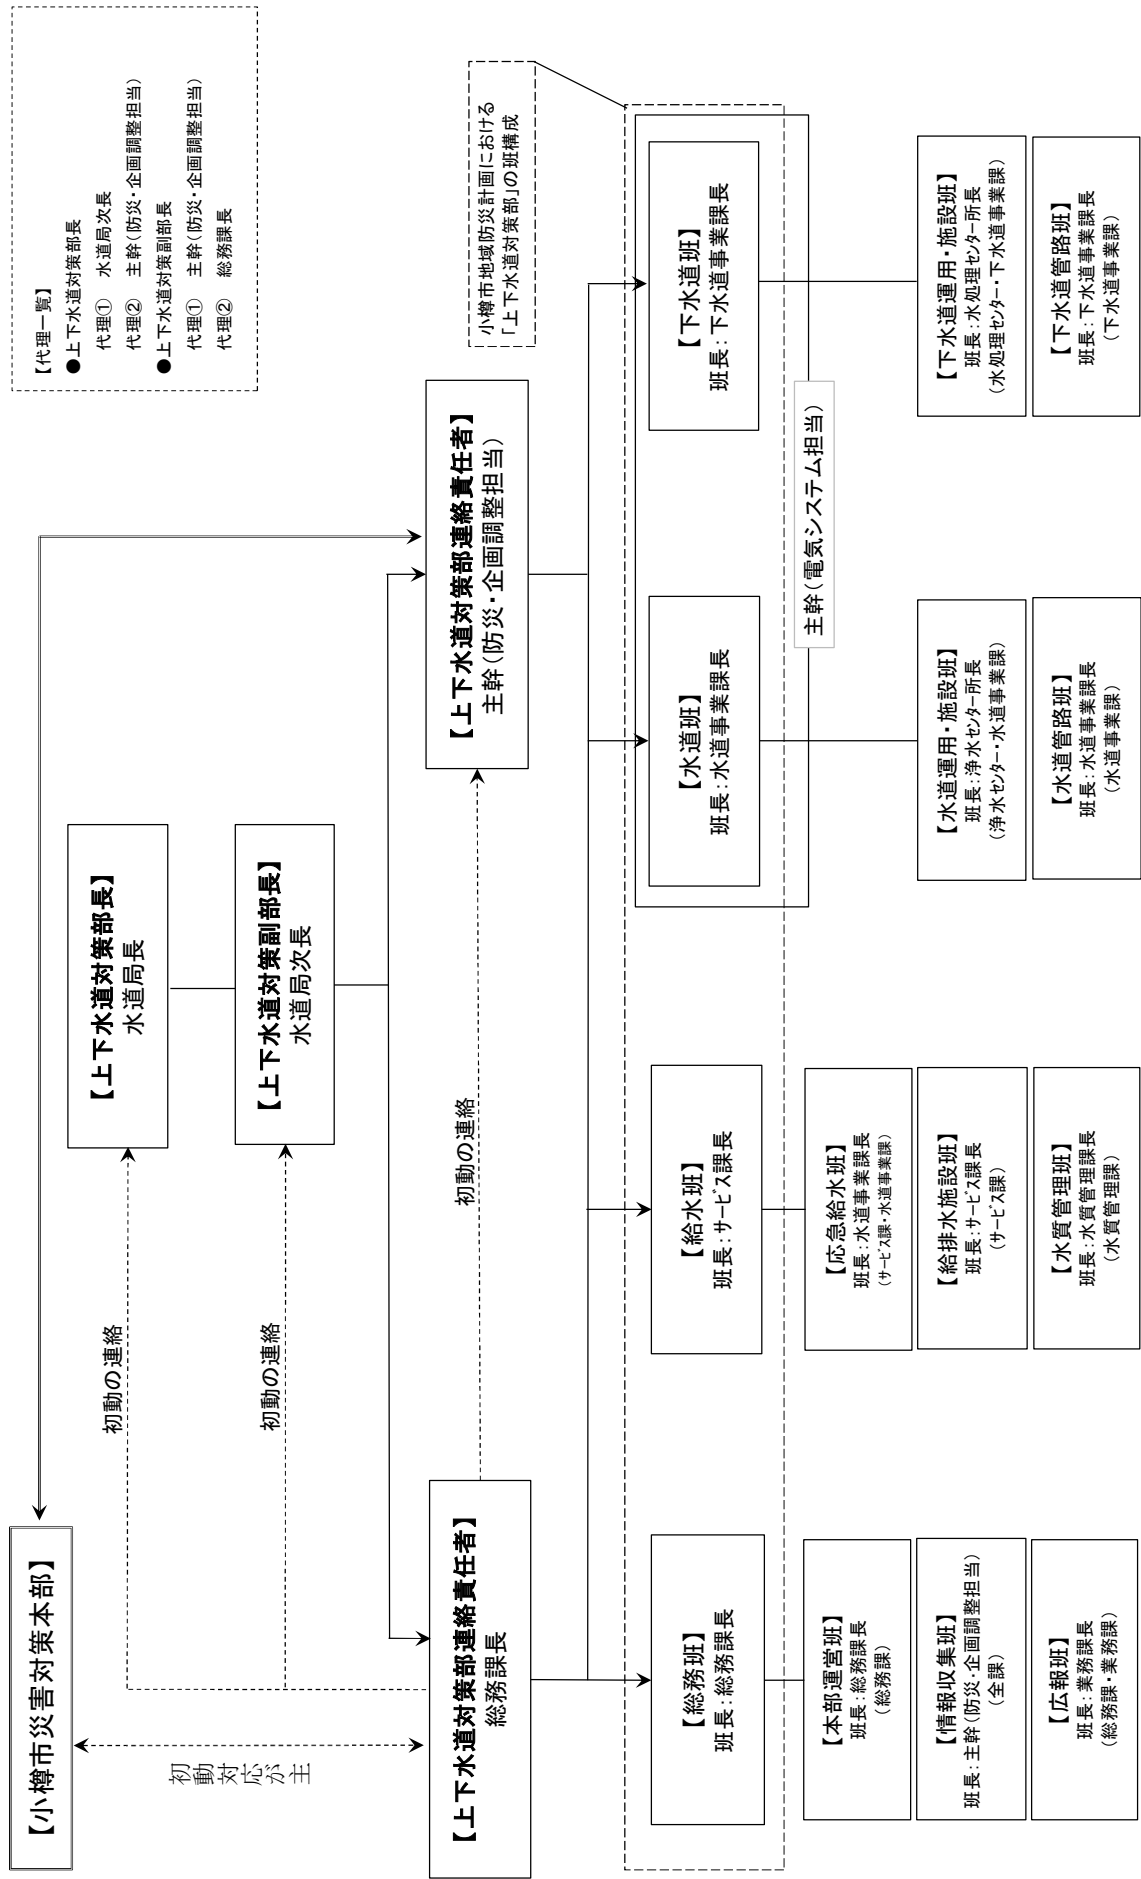 【小樽市災害対策本部】
【代理一覧】
●上下水道対策部長
代理① 水道局次長
代理② 主幹(防災・企画調整担当)
●上下水道対策副部長
代理① 主幹(防災・企画調整担当)
代理② 総務課長
【上下水道対策部長】
水道局長
初動の連絡
【上下水道対策副部長】
水道局次長
初動の連絡
初動対応が主
【上下水道対策部連絡責任者】
総務課長
初動の連絡
【上下水道対策部連絡責任者】
主幹(防災・企画調整担当)
小樽市地域防災計画における
「上下水道対策部」の班構成
【総務班】
班長:総務課長
【給水班】
班長:サービス課長
【水道班】
班長:水道事業課長
【下水道班】
班長:下水道事業課長
主幹(電気システム担当)
【本部運営班】
班長:総務課長
(総務課)
【情報収集班】
班長:主幹(防災・企画調整担当)
(全課)
【広報班】
班長:業務課長
(総務課・業務課)
【応急給水班】
班長:水道事業課長
(サービス課・水道事業課)
【給排水施設班】
班長:サービス課長
(サービス課)
【水質管理班】
班長:水質管理課長
(水質管理課)
【水道運用・施設班】
班長:浄水センター所長
(浄水センター・水道事業課)
【水道管路班】
班長:水道事業課長
(水道事業課)
【下水道運用・施設班】
班長:水処理センター所長
(水処理センター・下水道事業課)
【下水道管路班】
班長:下水道事業課長
(下水道事業課)